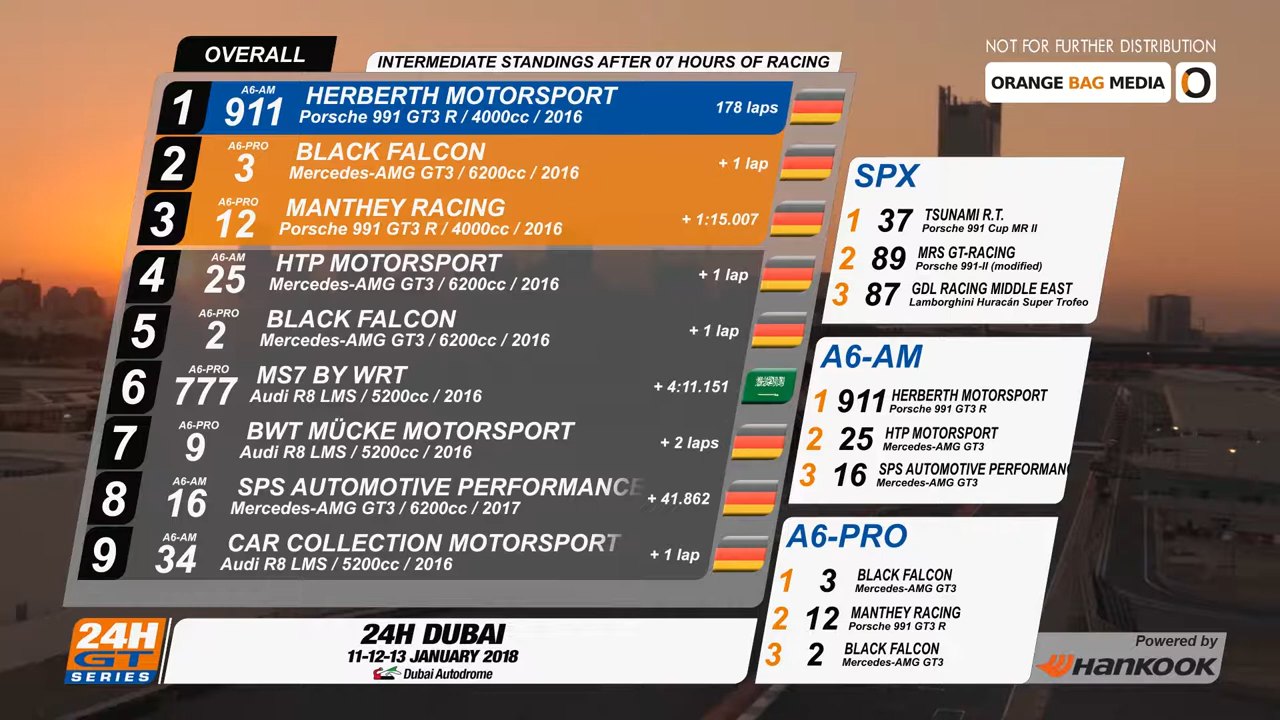 OVERALL
INTERMEDIATE STANDINGS AFTER 07 HOURS OF RACING
1 A6-AM 911 HERBERTH MOTORSPORT 178 laps
Porsche 991 GT3 R / 4000cc / 2016
2 A6-PRO 3 BLACK FALCON + 1 lap
Mercedes-AMG GT3 / 6200cc / 2016
3 A6-PRO 12 MANTHEY RACING + 1:15.007
Porsche 991 GT3 R / 4000cc / 2016
4 A6-AM 25 HTP MOTORSPORT + 1 lap
Mercedes-AMG GT3 / 6200cc / 2016
5 A6-PRO 2 BLACK FALCON + 1 lap
Mercedes-AMG GT3 / 6200cc / 2016
6 A6-PRO 777 MS7 BY WRT + 4:11.151
Audi R8 LMS / 5200cc / 2016
7 A6-PRO 9 BWT MÜCKE MOTORSPORT + 2 laps
Audi R8 LMS / 5200cc / 2016
8 A6-AM 16 SPS AUTOMOTIVE PERFORMANCE + 41.862
Mercedes-AMG GT3 / 6200cc / 2017
9 A6-AM 34 CAR COLLECTION MOTORSPORT + 1 lap
Audi R8 LMS / 5200cc / 2016
24H GT SERIES
24H DUBAI
11-12-13 JANUARY 2018
Dubai Autodrome
NOT FOR FURTHER DISTRIBUTION
ORANGE BAG MEDIA
SPX
1 37 TSUNAMI R.T.
Porsche 991 Cup MR II
2 89 MRS GT-RACING
Porsche 991-II (modified)
3 87 GDL RACING MIDDLE EAST
Lamborghini Huracán Super Trofeo
A6-AM
1 911 HERBERTH MOTORSPORT
Porsche 991 GT3 R
2 25 HTP MOTORSPORT
Mercedes-AMG GT3
3 16 SPS AUTOMOTIVE PERFORMAN
Mercedes-AMG GT3
A6-PRO
1 3 BLACK FALCON
Mercedes-AMG GT3
2 12 MANTHEY RACING
Porsche 991 GT3 R
3 2 BLACK FALCON
Mercedes-AMG GT3
Powered by
HANKOOK